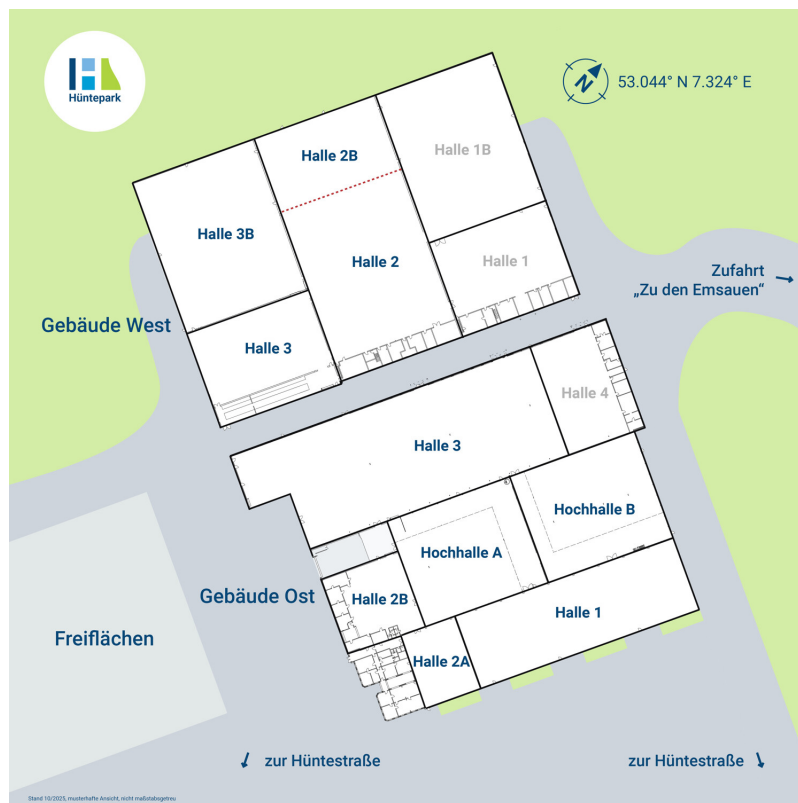 Hüntepark
N
53.044° N 7.324° E
Halle 2B
Halle 1B
Halle 3B
Halle 2
Halle 1
Zufahrt
„Zu den Emsauen“
Gebäude West
Halle 3
Halle 4
Halle 3
Hochhalle B
Hochhalle A
Gebäude Ost
Halle 2B
Halle 1
Freiflächen
Halle 2A
zur Hüntestraße
zur Hüntestraße
Stand 10/2025, musterhafte Ansicht, nicht maßstabsgetreu